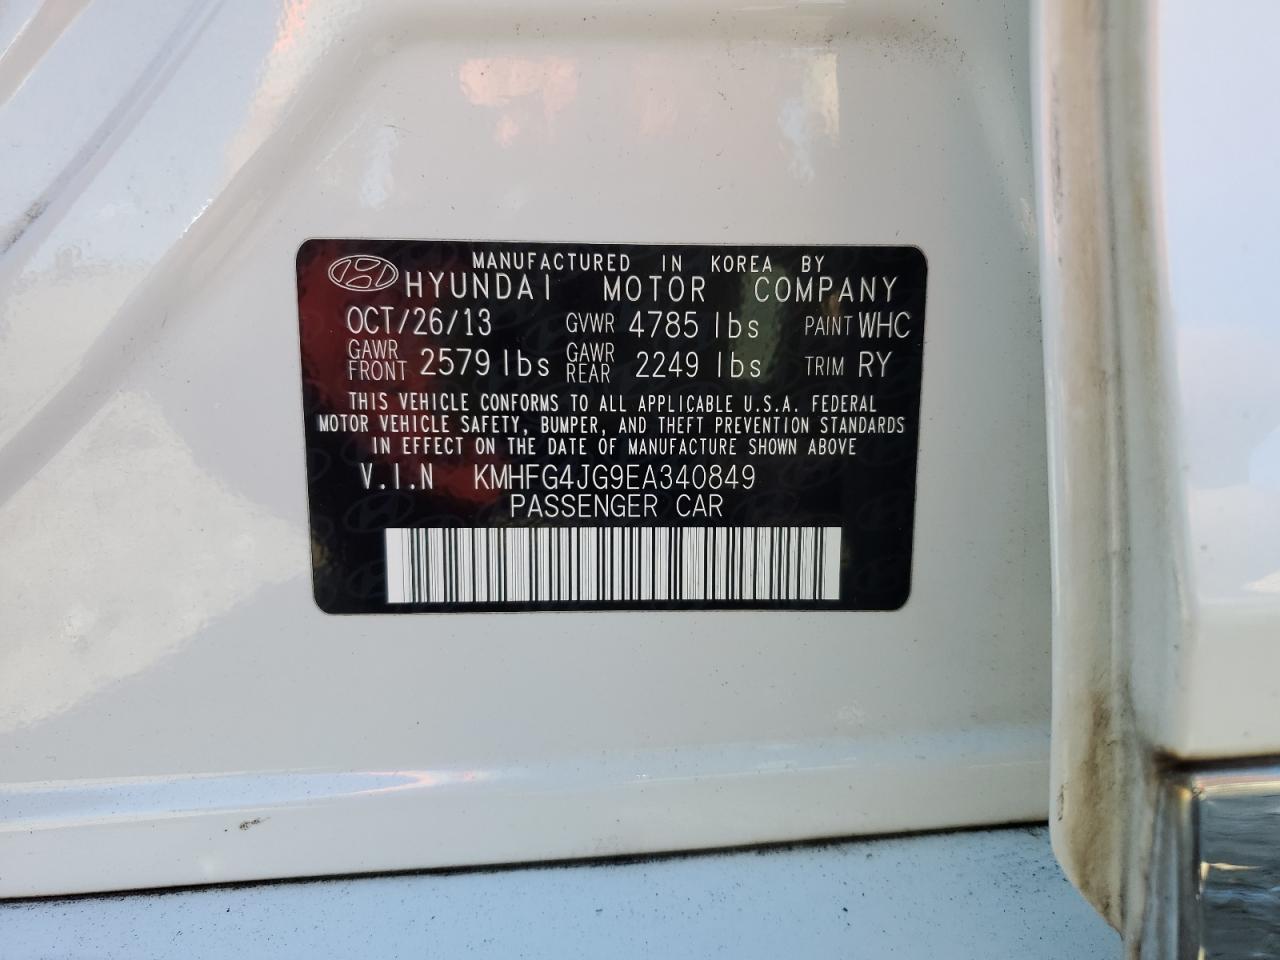 MANUFACTURED IN KOREA BY
HYUNDAI MOTOR COMPANY
OCT/26/13 GVWR 4785 lbs PAINT WHC
GAWR FRONT 2579 lbs GAWR REAR 2249 lbs TRIM RY
THIS VEHICLE CONFORMS TO ALL APPLICABLE U.S.A. FEDERAL
MOTOR VEHICLE SAFETY, BUMPER, AND THEFT PREVENTION STANDARDS
IN EFFECT ON THE DATE OF MANUFACTURE SHOWN ABOVE
V.I.N KMHFG4JG9EA340849
PASSENGER CAR